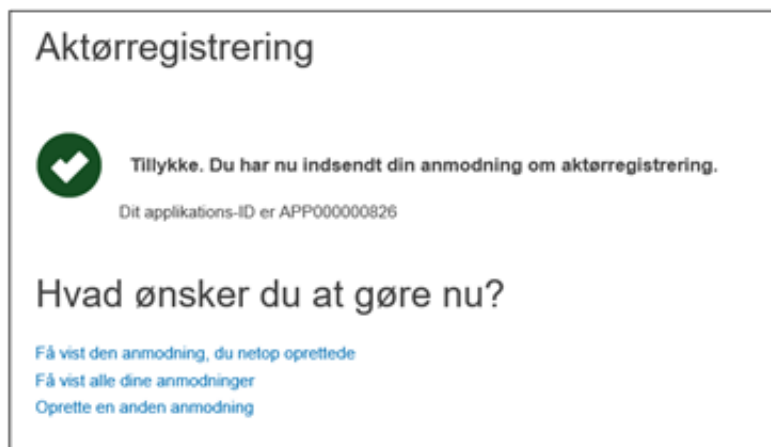 Aktørregistrering
Tillykke. Du har nu indsendt din anmodning om aktørregistrering.
Dit applikations-ID er APP000000826
Hvad ønsker du at gøre nu?
Få vist den anmodning, du netop oprettede
Få vist alle dine anmodninger
Oprette en anden anmodning